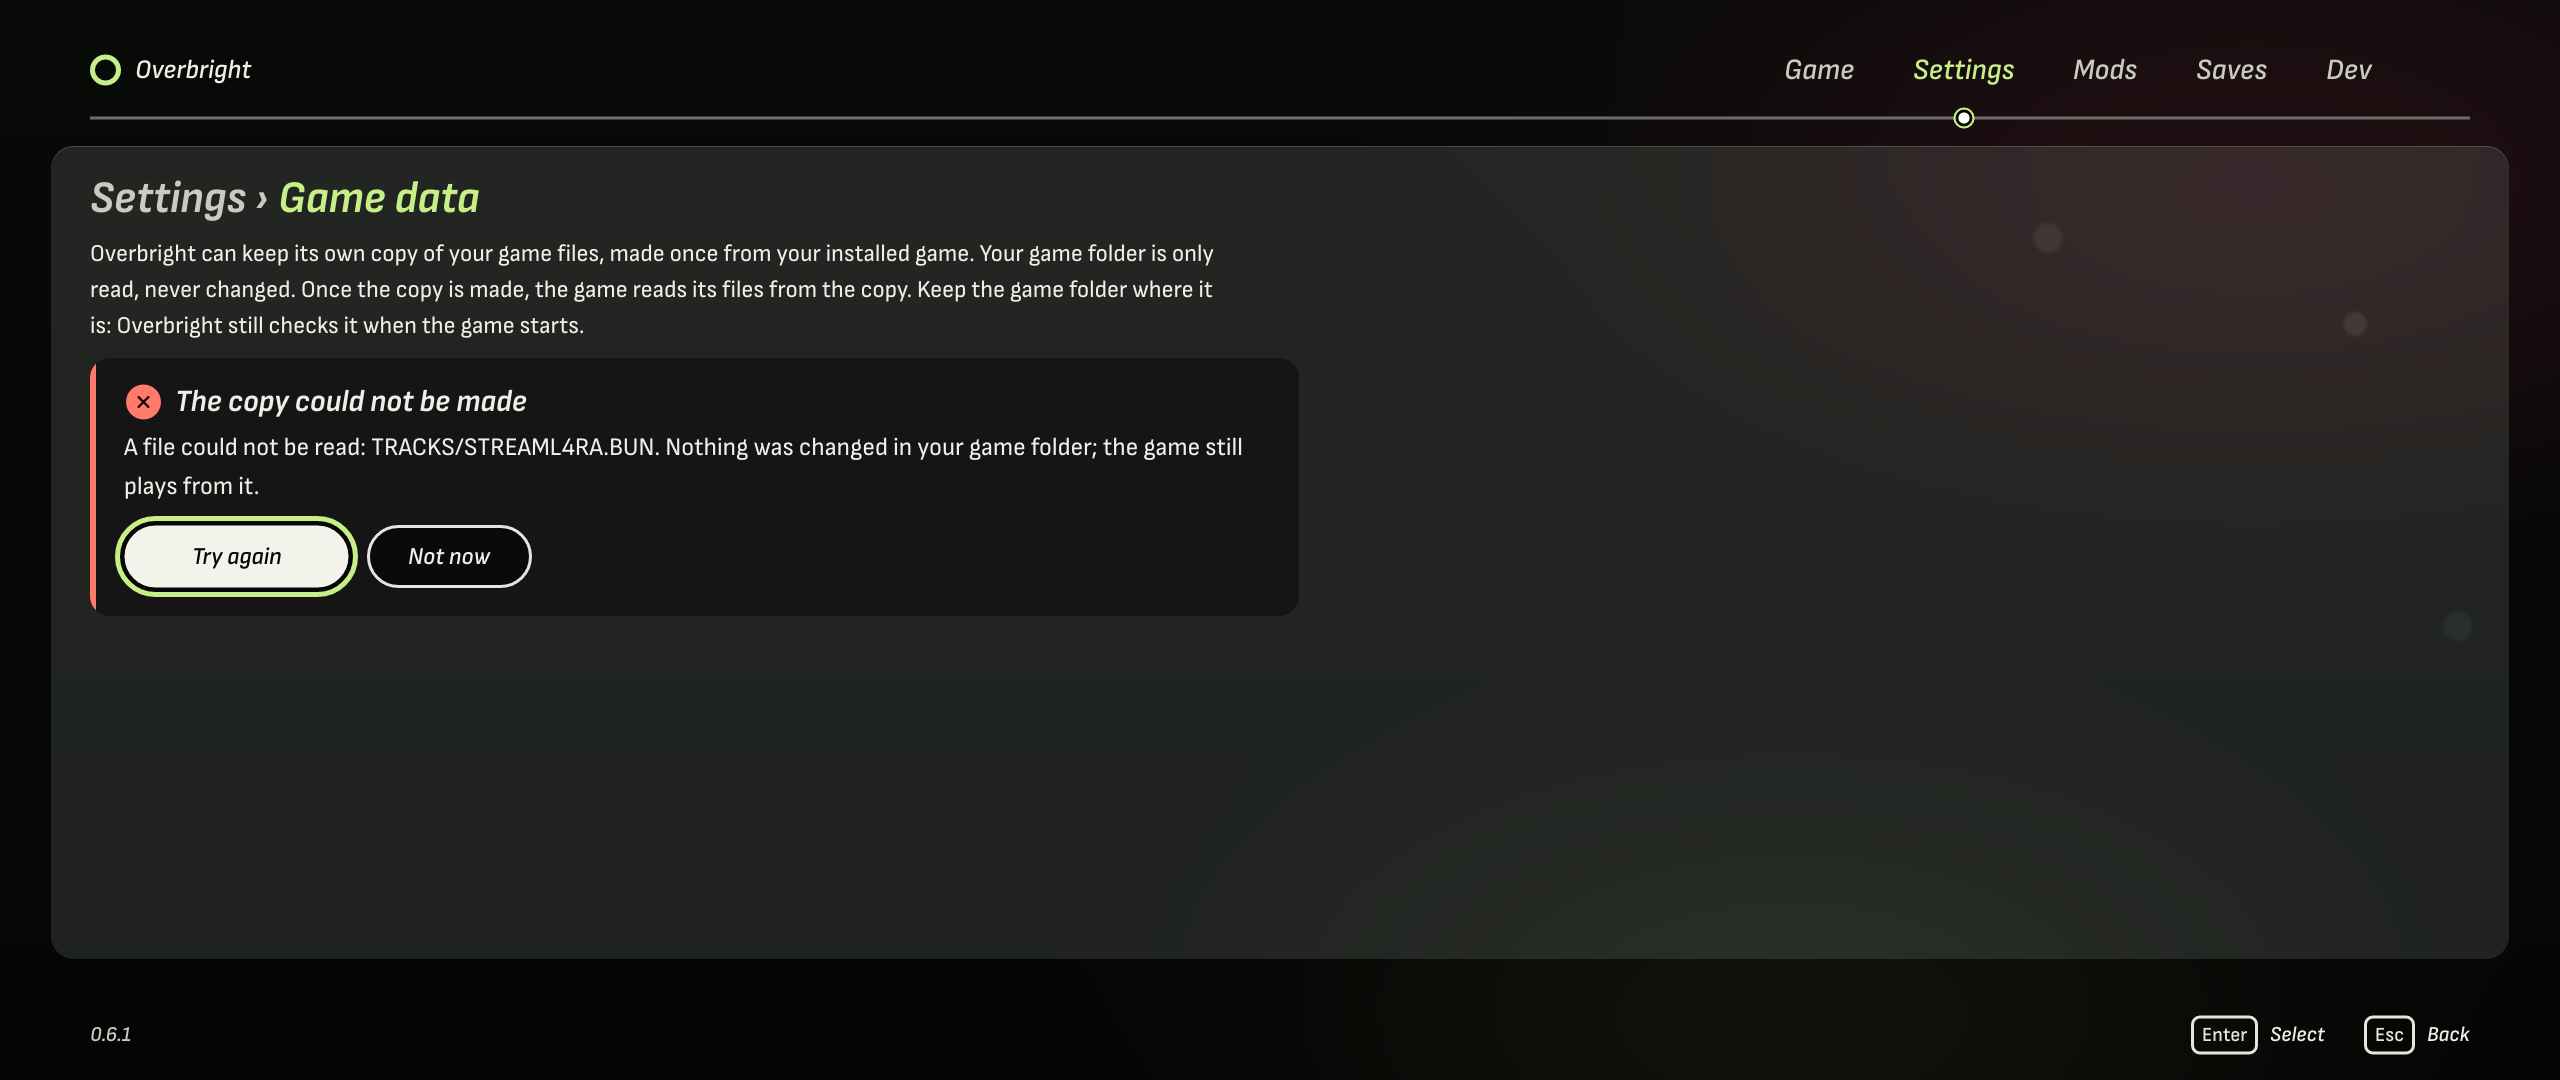 Overbright
Game Settings Mods Saves Dev
Settings › Game data
Overbright can keep its own copy of your game files, made once from your installed game. Your game folder is only
read, never changed. Once the copy is made, the game reads its files from the copy. Keep the game folder where it
is: Overbright still checks it when the game starts.
The copy could not be made
A file could not be read: TRACKS/STREAML4RA.BUN. Nothing was changed in your game folder; the game still
plays from it.
Try again Not now
0.6.1
Enter Select Esc Back